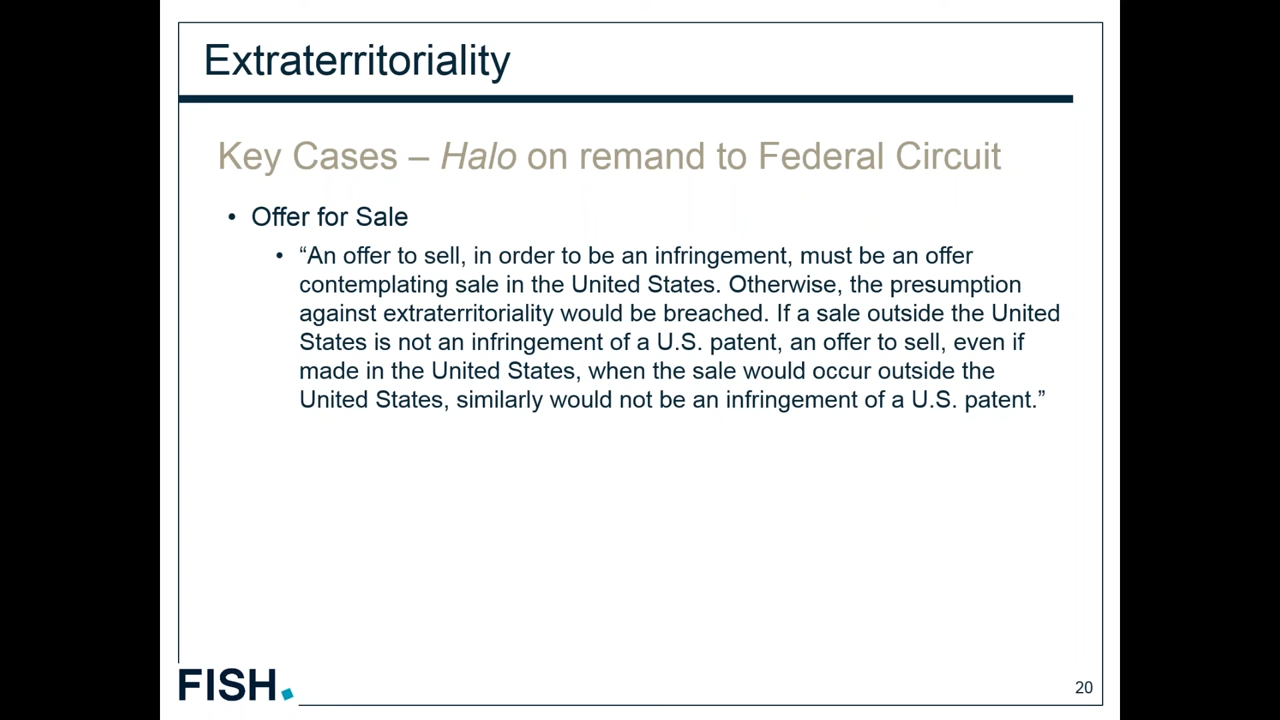 Extraterritoriality
Key Cases – Halo on remand to Federal Circuit
• Offer for Sale
• “An offer to sell, in order to be an infringement, must be an offer
contemplating sale in the United States. Otherwise, the presumption
against extraterritoriality would be breached. If a sale outside the United
States is not an infringement of a U.S. patent, an offer to sell, even if
made in the United States, when the sale would occur outside the
United States, similarly would not be an infringement of a U.S. patent.”
FISH.
20